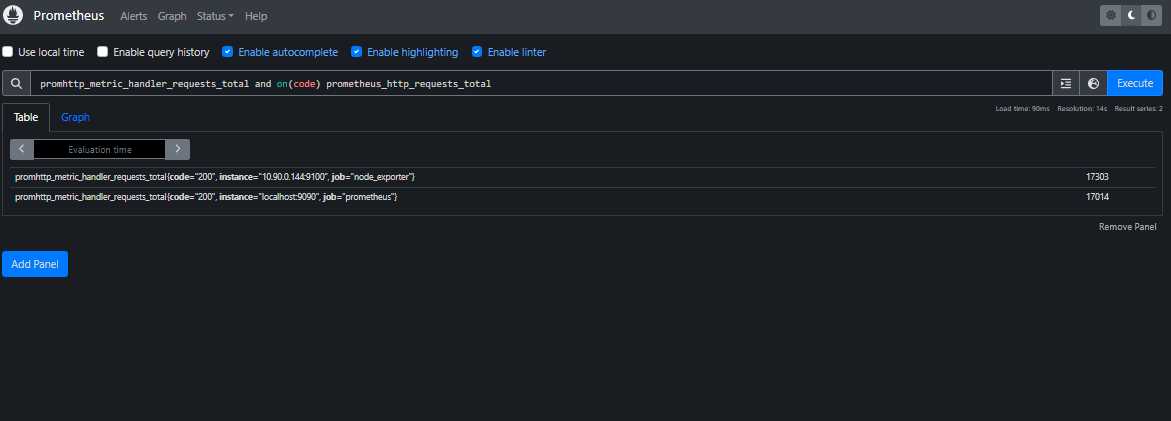 Prometheus Alerts Graph Status Help
Use local time Enable query history Enable autocomplete Enable highlighting Enable linter
promhttp_metric_handler_requests_total and on(code) prometheus_http_requests_total Execute
Table Graph Load time: 90ms Resolution: 14s Result series: 2
Evaluation time
promhttp_metric_handler_requests_total{code="200", instance="10.90.0.144:9100", job="node_exporter"} 17303
promhttp_metric_handler_requests_total{code="200", instance="localhost:9090", job="prometheus"} 17014
Remove Panel
Add Panel